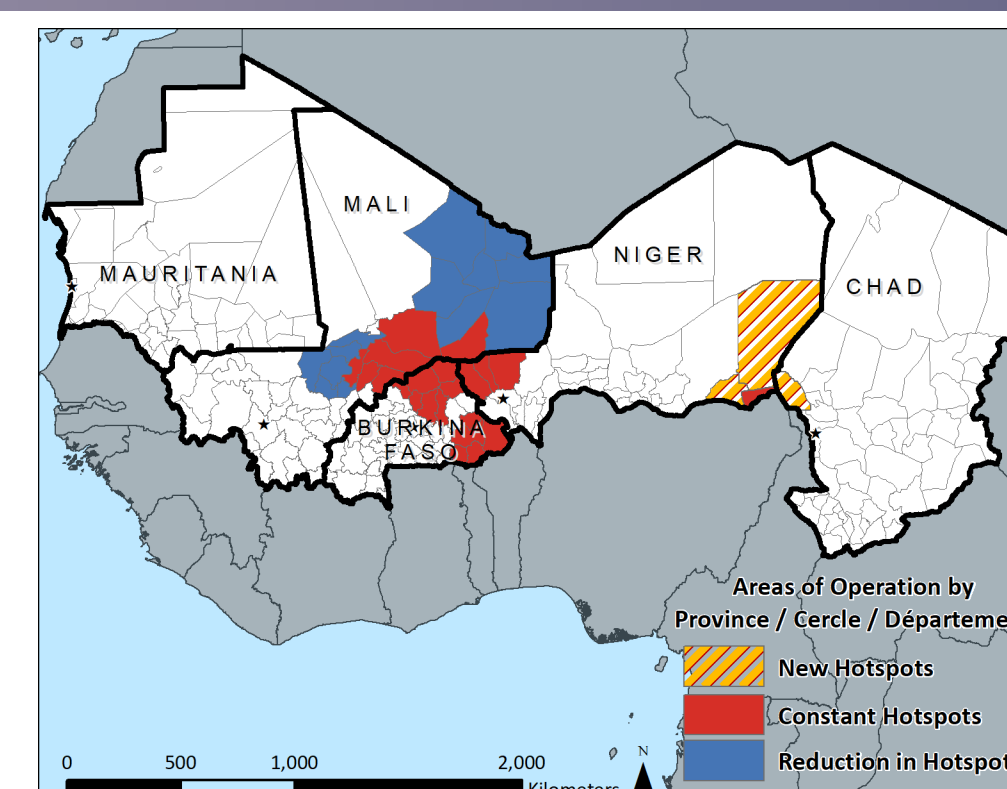 MALI
NIGER
MAURITANIA
CHAD
BURKINA
FASO
Areas of Operation by
Province / Cercle / Départeme
New Hotspots
Constant Hotspots
Reduction in Hotspot
0 500 1,000 2,000
Kilometers
N